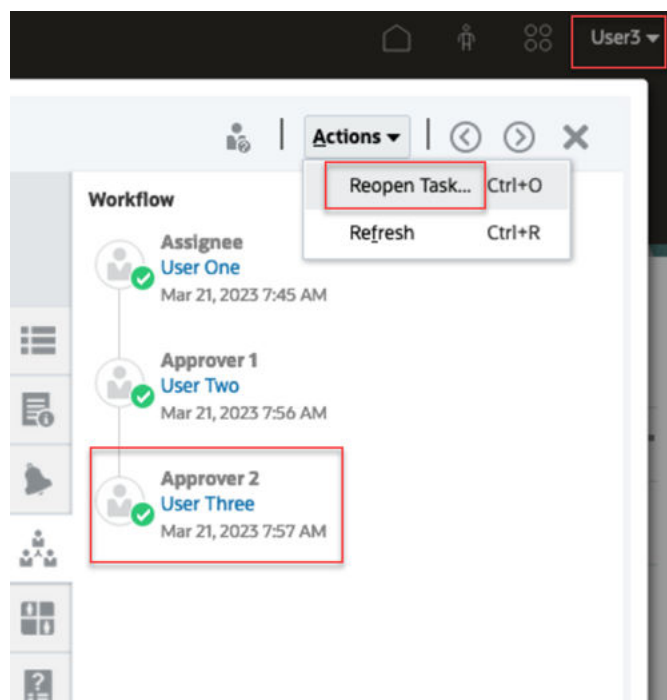 User3
Actions
Reopen Task... Ctrl+O
Refresh Ctrl+R
Workflow
Assignee
User One
Mar 21, 2023 7:45 AM
Approver 1
User Two
Mar 21, 2023 7:56 AM
Approver 2
User Three
Mar 21, 2023 7:57 AM